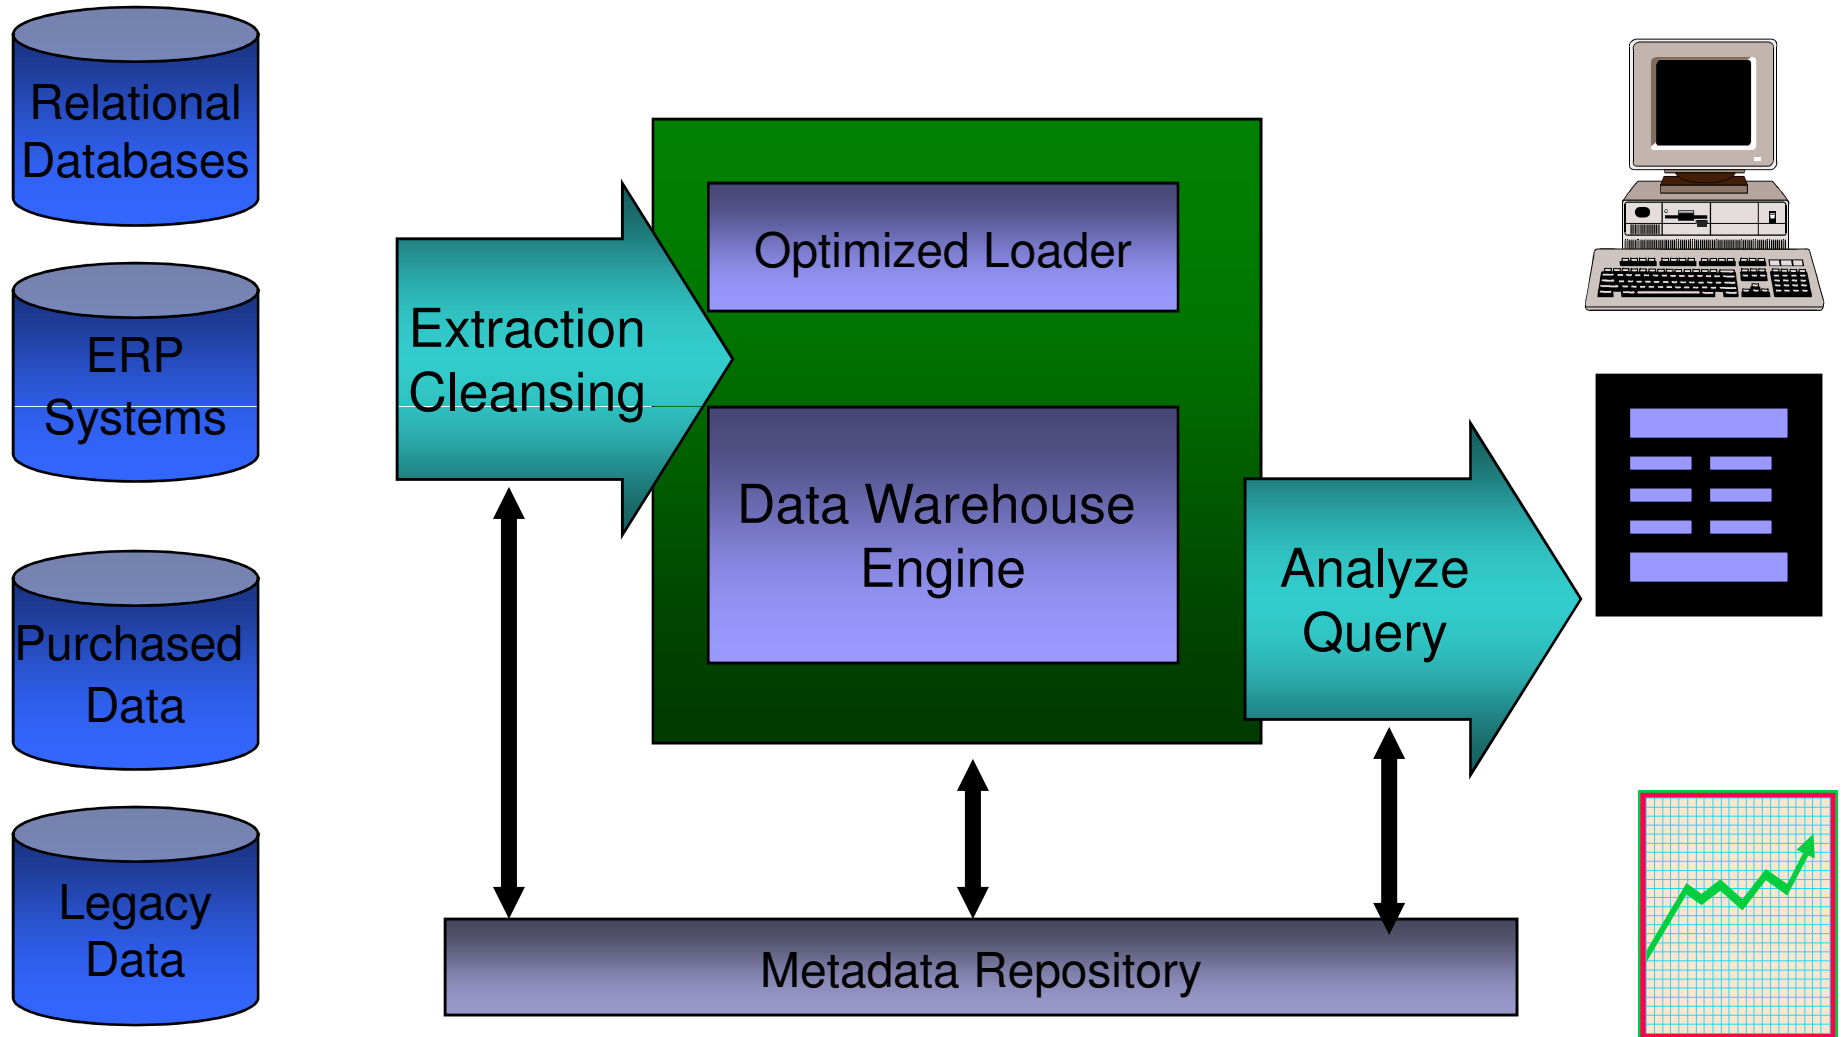 Relational
Databases
ERP
Systems
Purchased
Data
Legacy
Data
Extraction
Cleansing
Optimized Loader
Data Warehouse
Engine
Analyze
Query
Metadata Repository